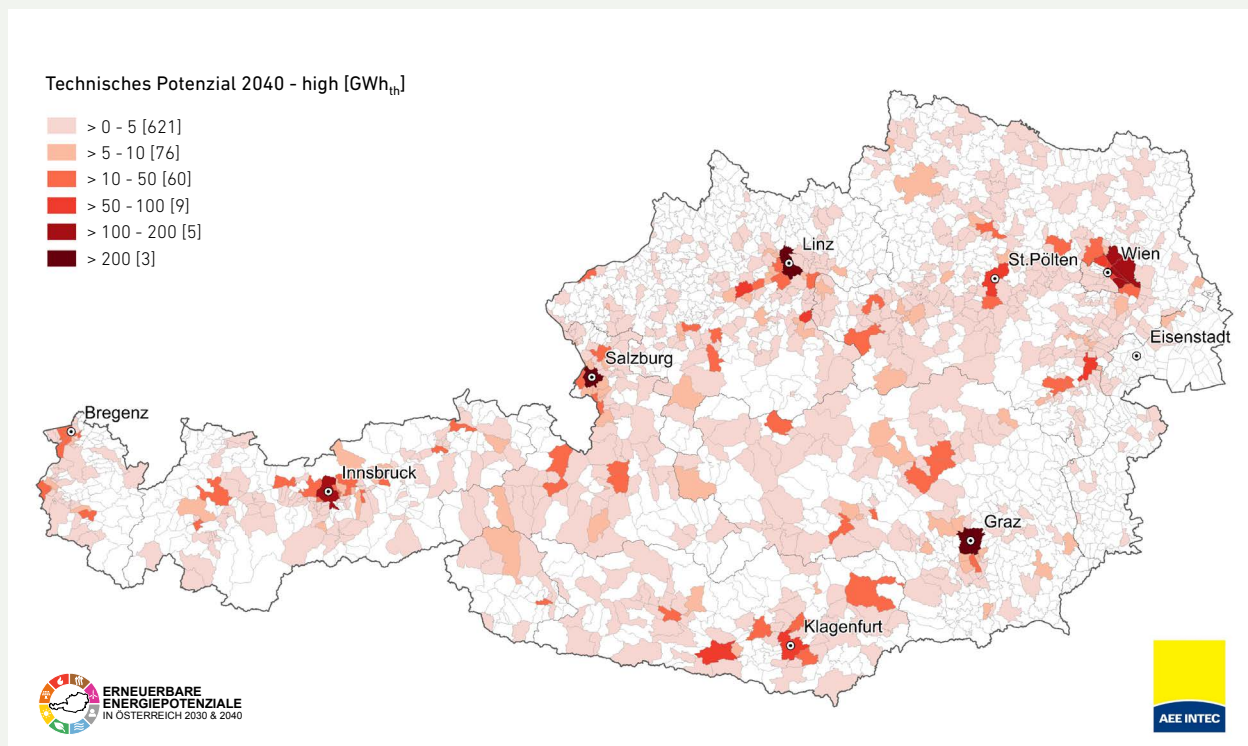 Technisches Potenzial 2040 - high [GWhth]
> 0 - 5 [621]
> 5 - 10 [76]
> 10 - 50 [60]
> 50 - 100 [9]
> 100 - 200 [5]
> 200 [3]
Linz
St.Pölten
Wien
Eisenstadt
Salzburg
Bregenz
Innsbruck
Graz
Klagenfurt
ERNEUERBARE
ENERGIEPOTENZIALE
IN ÖSTERREICH 2030 & 2040
AEE INTEC